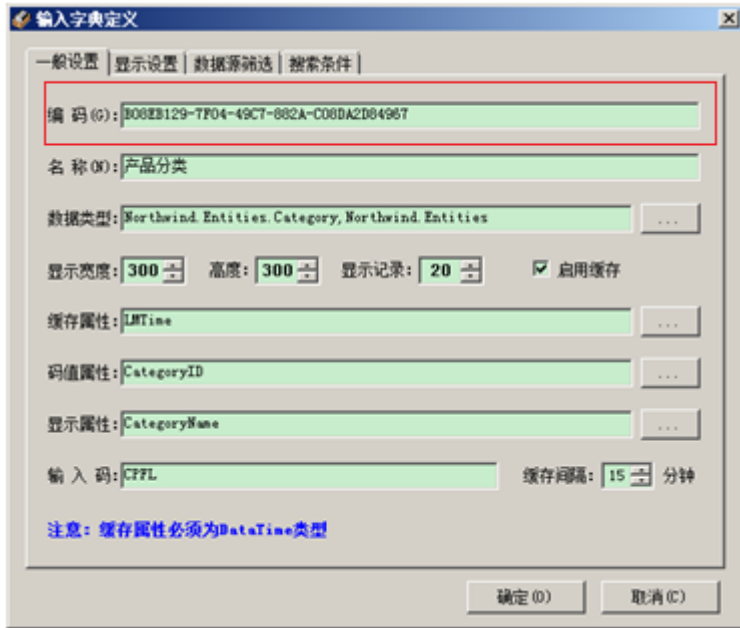 输入字典定义
一般设置 显示设置 数据源筛选 搜索条件
编 码(G): B08EB129-7F04-49C7-882A-C08DA2D84967
名 称(N): 产品分类
数据类型: Northwind.Entities.Category,Northwind.Entities ...
显示宽度: 300 高度: 300 显示记录: 20 启用缓存
缓存属性: LMTime ...
码值属性: CategoryID ...
显示属性: CategoryName ...
输 入 码: CPFL 缓存间隔: 15 分钟
注意: 缓存属性必须为DataTime类型
确定(O) 取消(C)